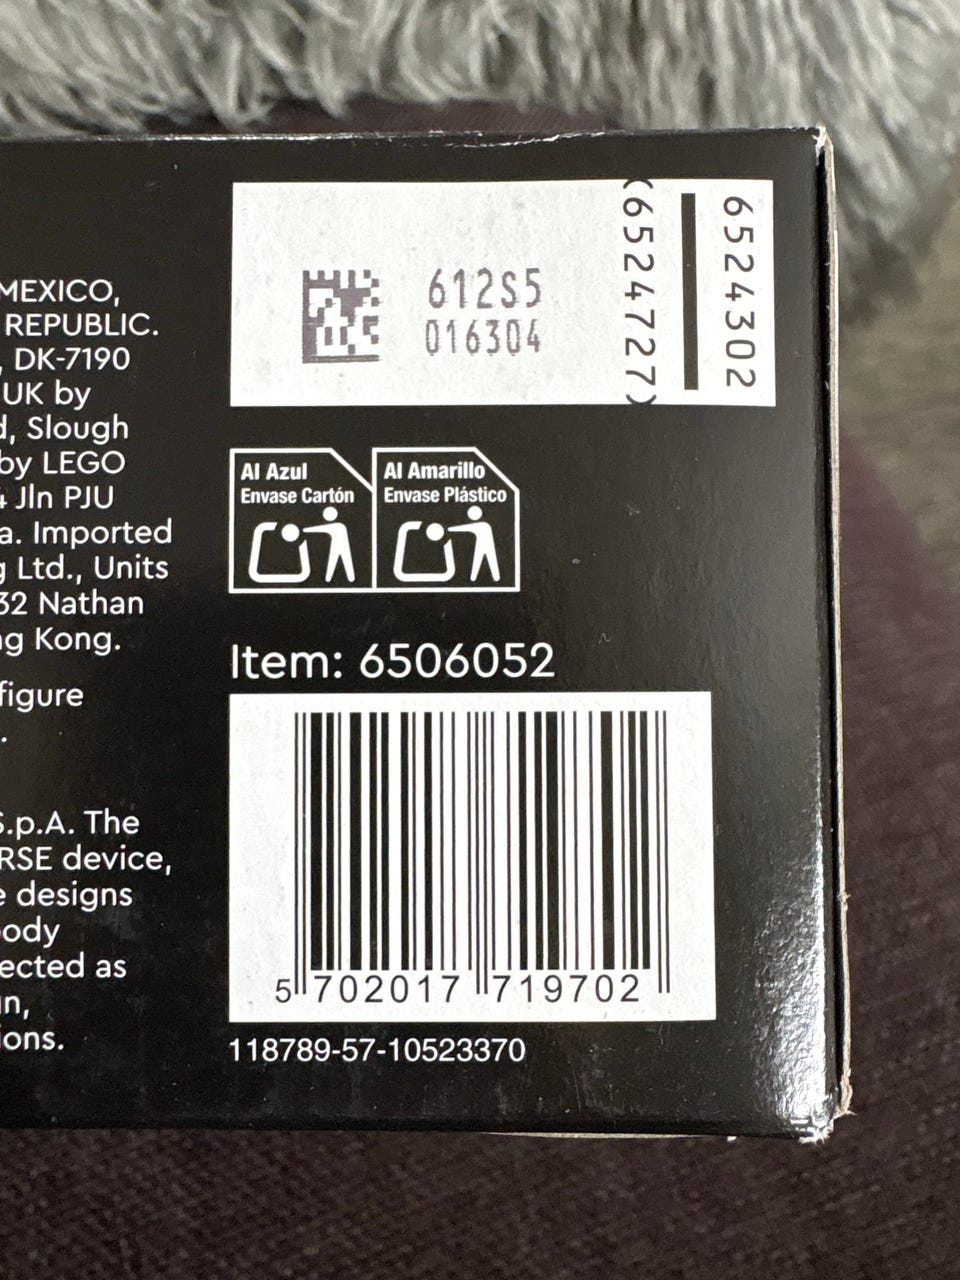 MEXICO,
REPUBLIC.
, DK-7190
UK by
d, Slough
by LEGO
4 Jln PJU
a. Imported
g Ltd., Units
32 Nathan
ng Kong.
figure
.
S.p.A. The
RSE device,
e designs
body
ected as
un,
ions.
612S5
016304
(6524727)
6524302
Al Azul
Envase Cartón
Al Amarillo
Envase Plástico
Item: 6506052
5 702017 719702
118789-57-10523370